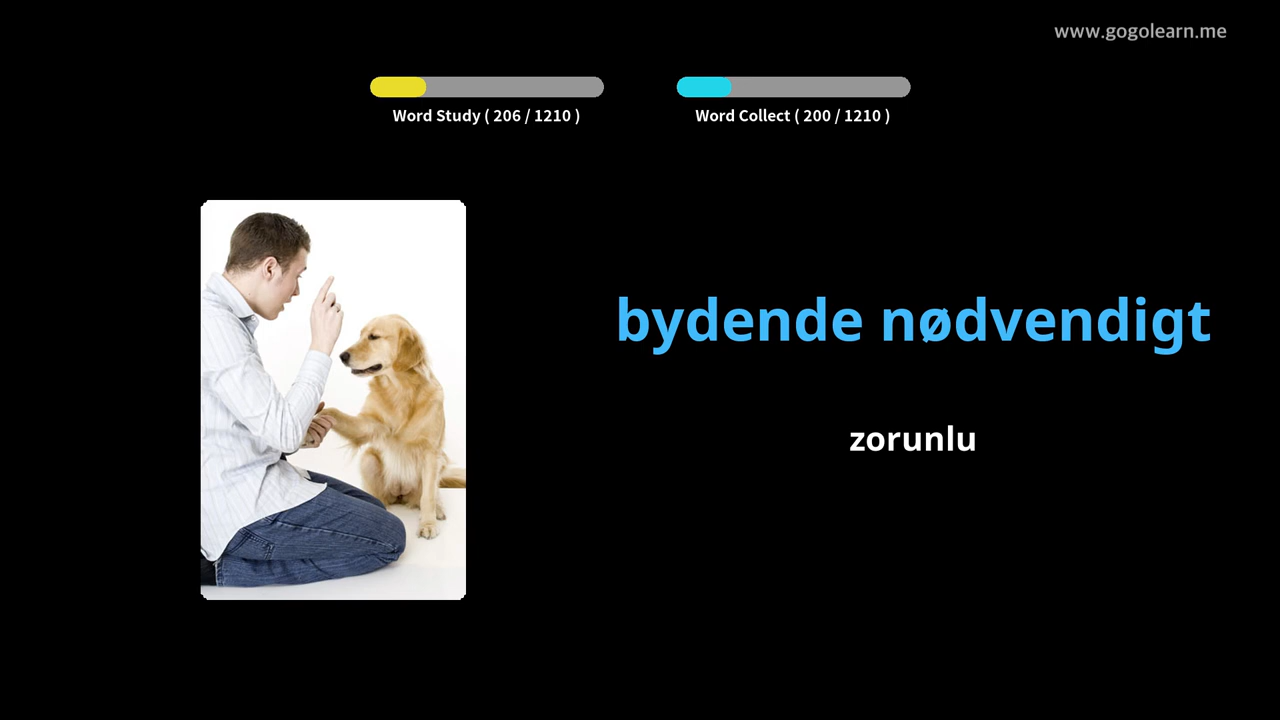 www.gogolearn.me
Word Study ( 206 / 1210 )
Word Collect ( 200 / 1210 )
bydende nødvendigt
zorunlu